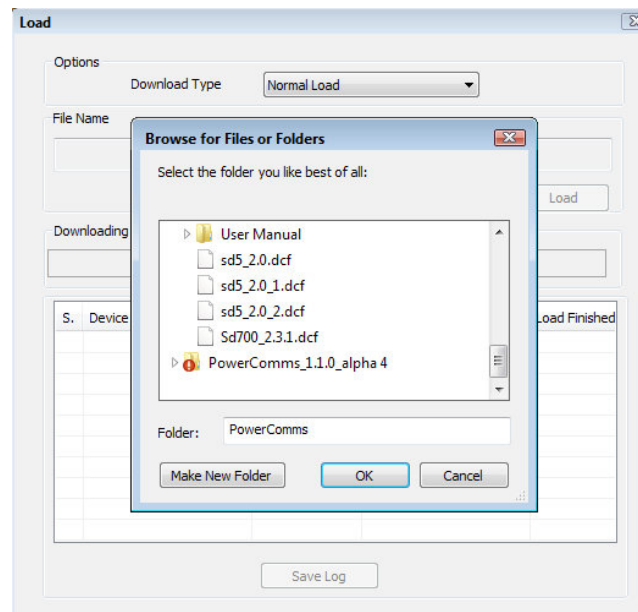 Load
Options
Download Type Normal Load
File Name
Browse for Files or Folders
Select the folder you like best of all:
Load
Downloading
User Manual
sd5_2.0.dcf
sd5_2.0_1.dcf
sd5_2.0_2.dcf
Sd700_2.3.1.dcf
PowerComms_1.1.0_alpha 4
S. Device Load Finished
Folder: PowerComms
Make New Folder OK Cancel
Save Log